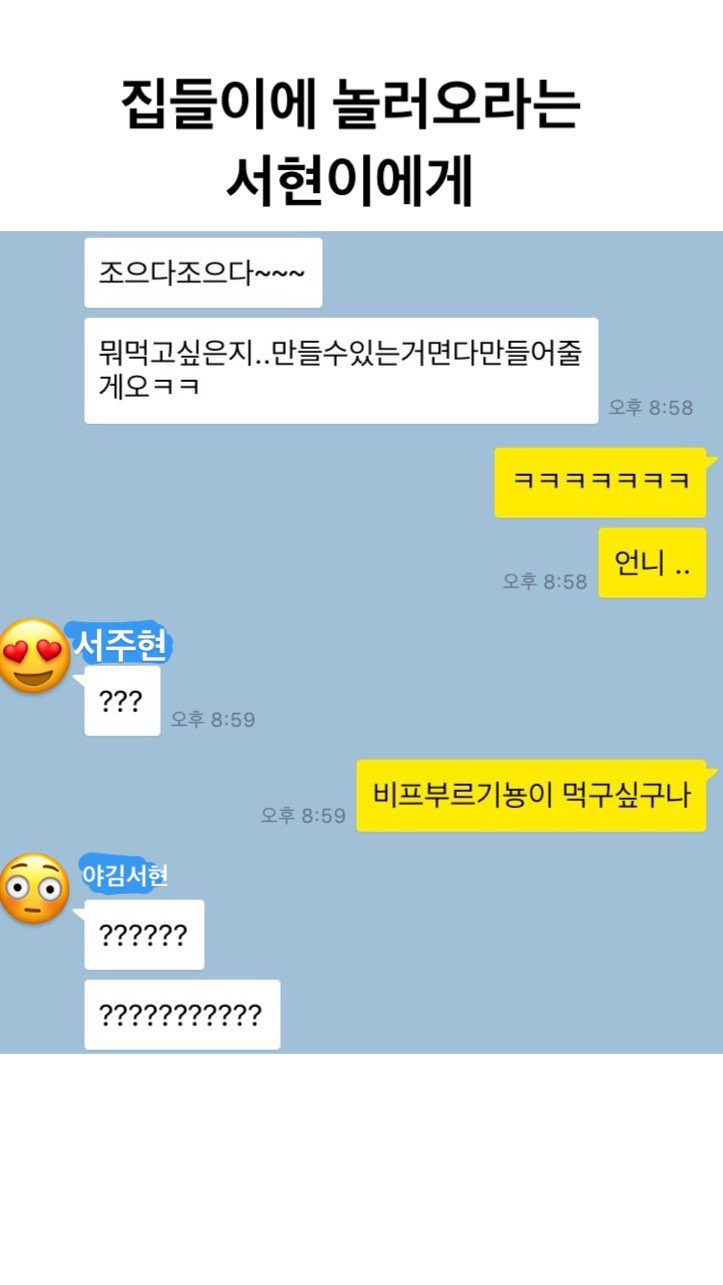 집들이에 놀러오라는
서현이에게
조으다조으다~~~
뭐먹고싶은지..만들수있는거면다만들어줄
게오ㅋㅋ
오후 8:58
ㅋㅋㅋㅋㅋㅋㅋ
언니 ..
오후 8:58
서주현
???
오후 8:59
비프부르기뇽이 먹구싶구나
오후 8:59
야김서현
??????
???????????